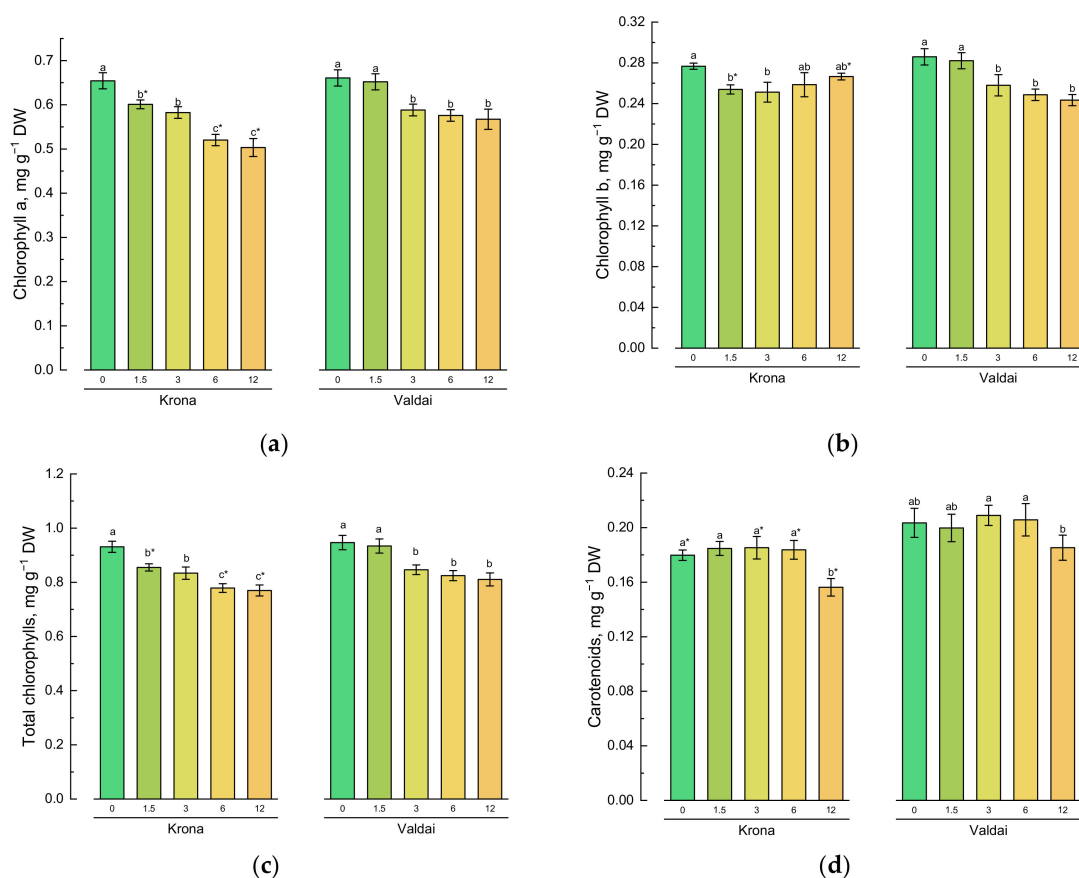 Chlorophyll a, mg g⁻¹ DW
0.7
0.6
0.5
0.4
0.3
0.2
0.1
0.0
a b* b c* c* a a b b b
0 1.5 3 6 12 0 1.5 3 6 12
Krona Valdai
(a)
Chlorophyll b, mg g⁻¹ DW
0.32
0.28
0.24
0.20
0.16
0.12
0.08
0.04
0.00
a b* b ab ab* a a b b b
0 1.5 3 6 12 0 1.5 3 6 12
Krona Valdai
(b)
Total chlorophylls, mg g⁻¹ DW
1.2
1.0
0.8
0.6
0.4
0.2
0.0
a b* b c* c* a a b b b
0 1.5 3 6 12 0 1.5 3 6 12
Krona Valdai
(c)
Carotenoids, mg g⁻¹ DW
0.24
0.20
0.16
0.12
0.08
0.04
0.00
a* a a* a* b* ab ab a a b
0 1.5 3 6 12 0 1.5 3 6 12
Krona Valdai
(d)